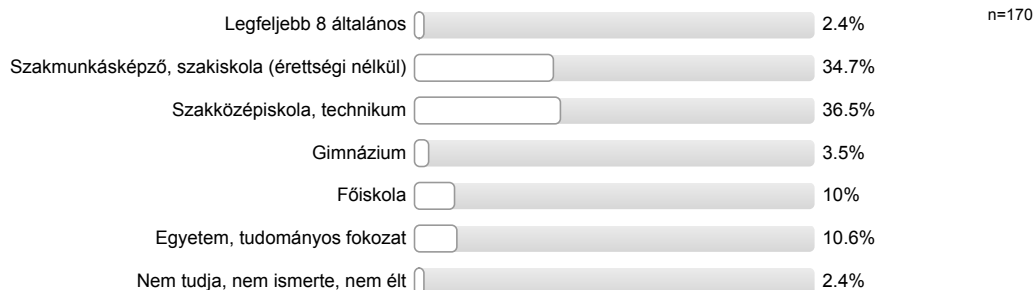 Legfeljebb 8 általános 2.4% n=170
Szakmunkásképző, szakiskola (érettségi nélkül) 34.7%
Szakközépiskola, technikum 36.5%
Gimnázium 3.5%
Főiskola 10%
Egyetem, tudományos fokozat 10.6%
Nem tudja, nem ismerte, nem élt 2.4%